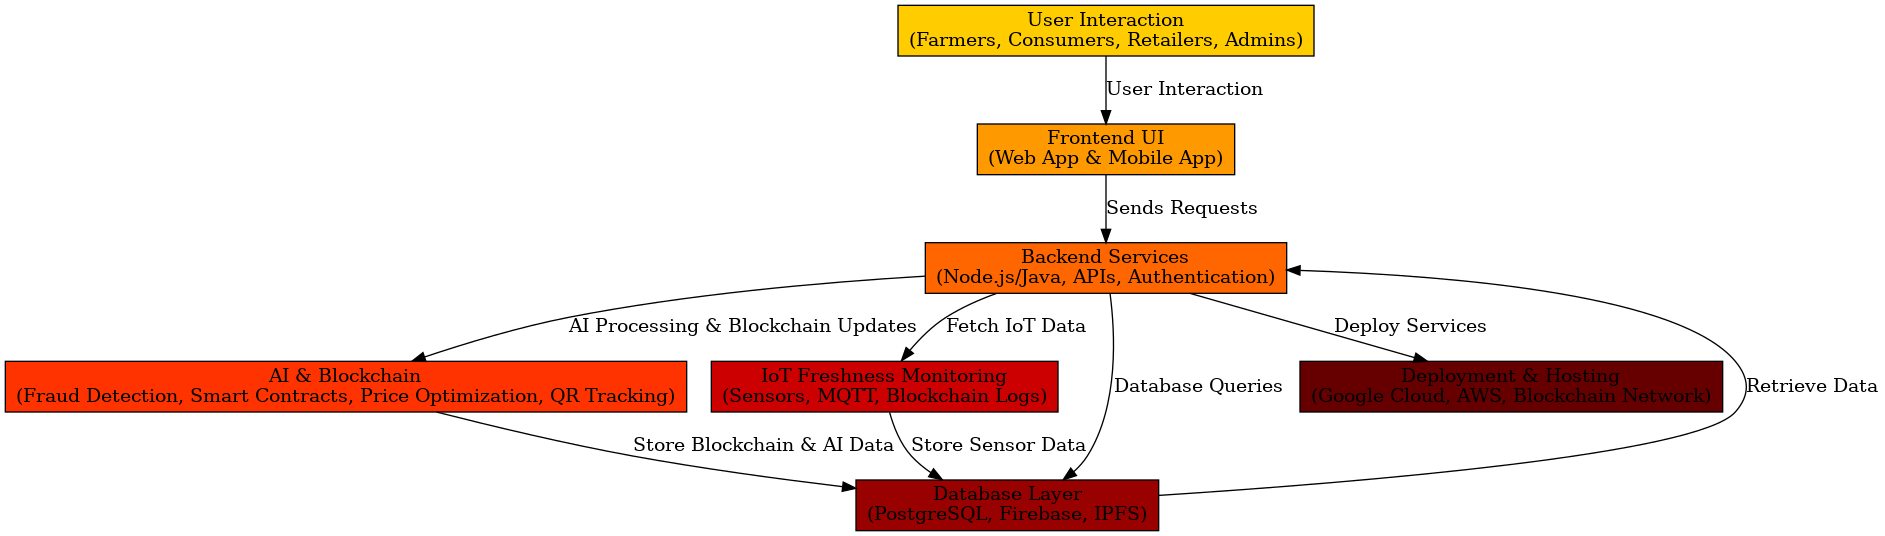 User Interaction
(Farmers, Consumers, Retailers, Admins)
User Interaction
Frontend UI
(Web App & Mobile App)
Sends Requests
Backend Services
(Node.js/Java, APIs, Authentication)
AI Processing & Blockchain Updates
Fetch IoT Data
Deploy Services
AI & Blockchain
(Fraud Detection, Smart Contracts, Price Optimization, QR Tracking)
IoT Freshness Monitoring
(Sensors, MQTT, Blockchain Logs)
Database Queries
Deployment & Hosting
(Google Cloud, AWS, Blockchain Network)
Retrieve Data
Store Blockchain & AI Data
Store Sensor Data
Database Layer
(PostgreSQL, Firebase, IPFS)